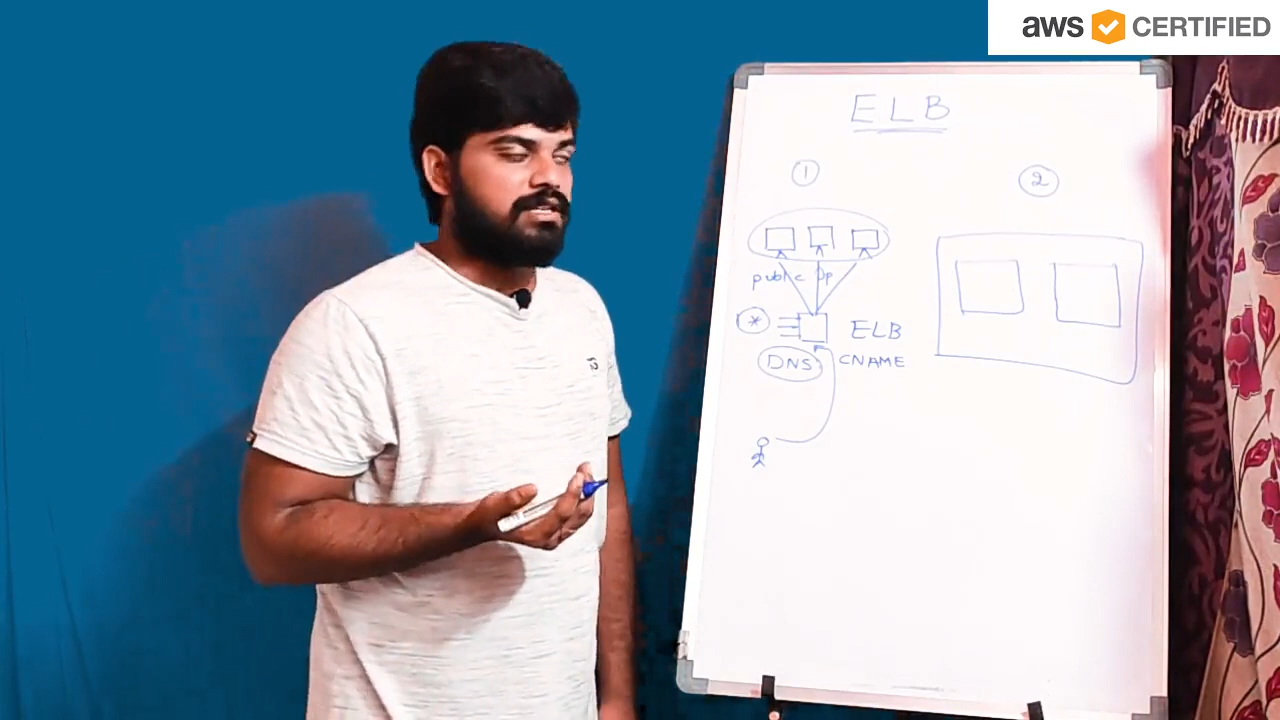 aws CERTIFIED
ELB
1
2
public Ip
* ELB
DNS CNAME